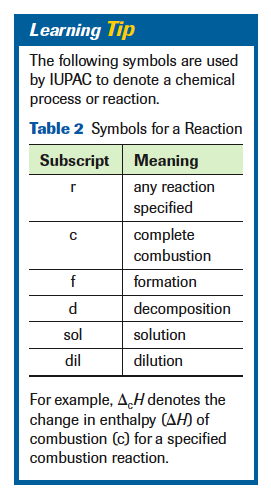 Learning Tip
The following symbols are used
by IUPAC to denote a chemical
process or reaction.
Table 2 Symbols for a Reaction
Subscript Meaning
r any reaction
specified
c complete
combustion
f formation
d decomposition
sol solution
dil dilution
For example, ΔcH denotes the
change in enthalpy (ΔH) of
combustion (c) for a specified
combustion reaction.